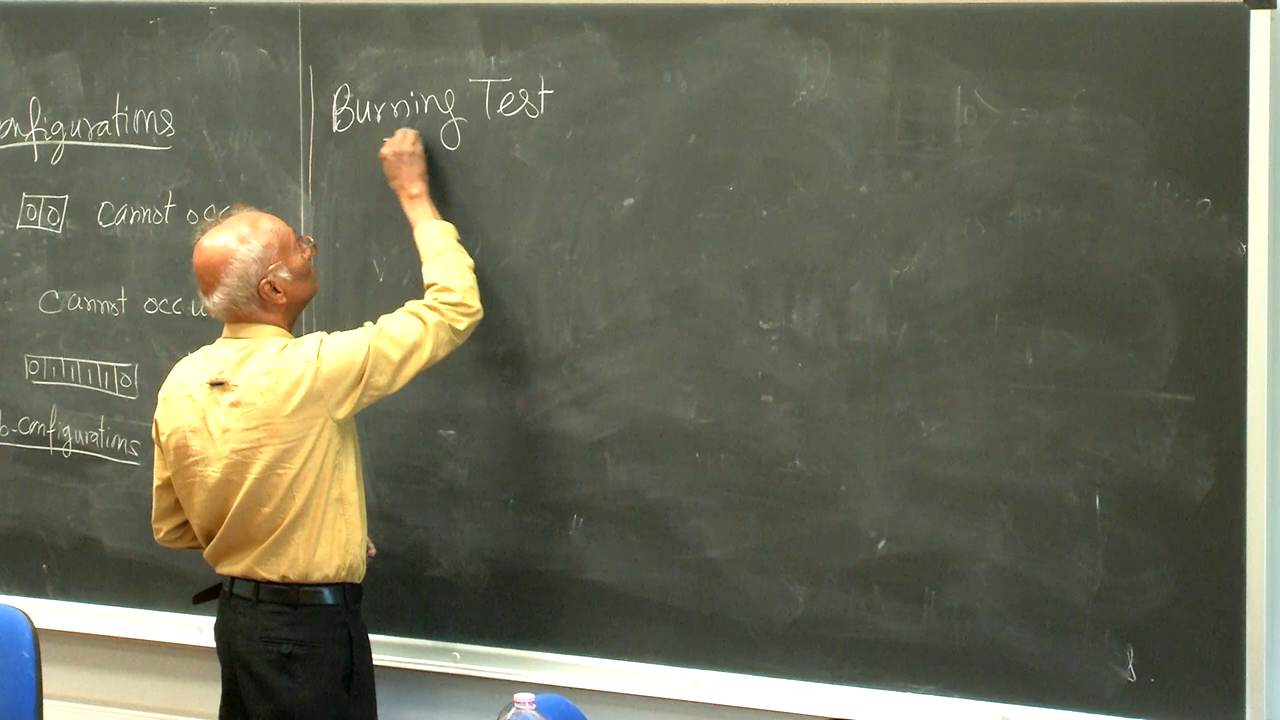 onfigurations
00 cannot occ
Cannot occu
0111110
b-configurations
Burning Test